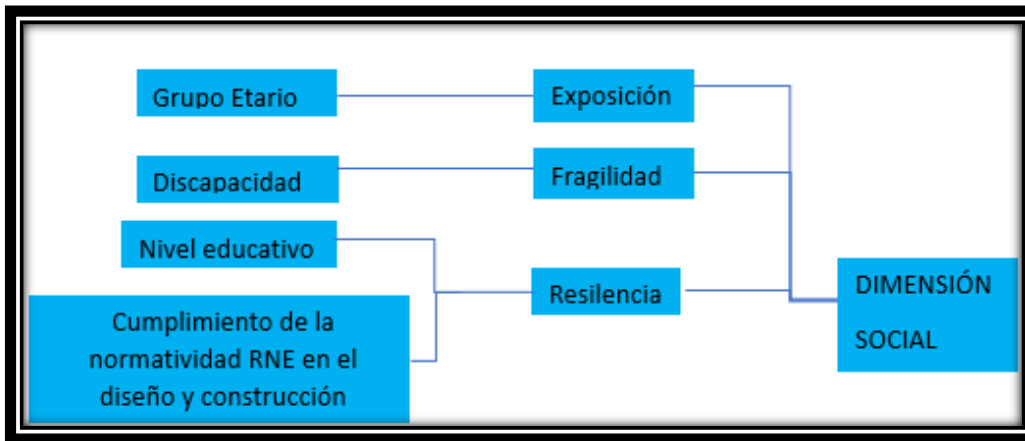 Grupo Etario
Exposición
Discapacidad
Fragilidad
Nivel educativo
Resilencia
Cumplimiento de la
normatividad RNE en el
diseño y construcción
DIMENSIÓN
SOCIAL